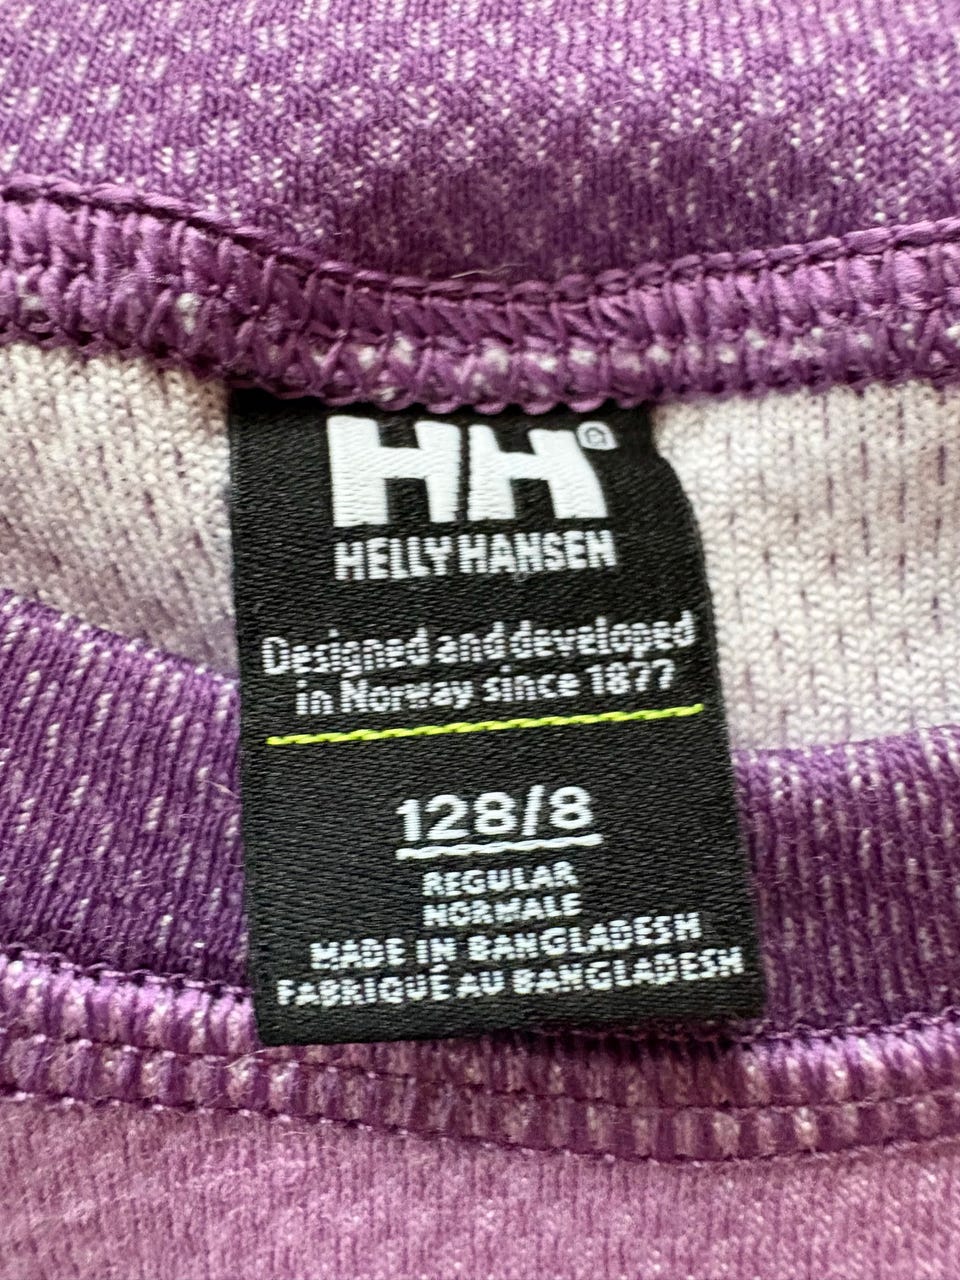 HH®
HELLY HANSEN
Designed and developed
in Norway since 1877
128/8
REGULAR
NORMALE
MADE IN BANGLADESH
FABRIQUÉ AU BANGLADESH